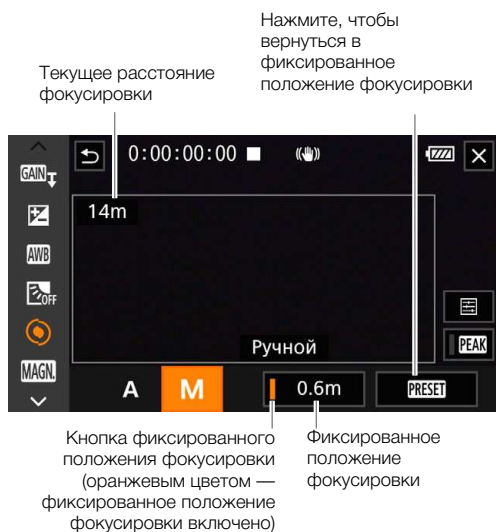 Нажмите, чтобы
вернуться в
фиксированное
положение фокусировки
Текущее расстояние
фокусировки
0:00:00:00
GAIN
14m
AWB
OFF
Ручной
PEAK
MAGN.
A M 0.6m PRESET
Кнопка фиксированного
положения фокусировки
(оранжевым цветом —
фиксированное положение
фокусировки включено)
Фиксированное
положение
фокусировки